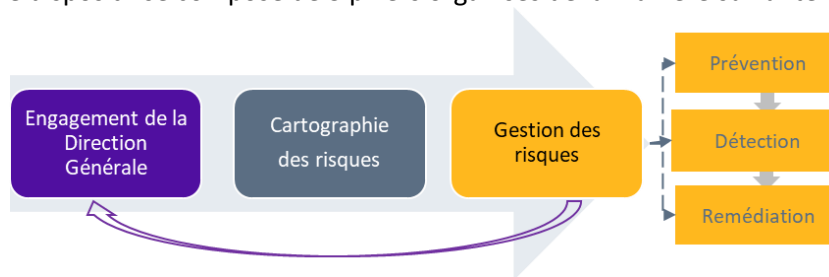 Engagement de la
Direction
Générale
Cartographie
des risques
Gestion des
risques
Prévention
Détection
Remédiation